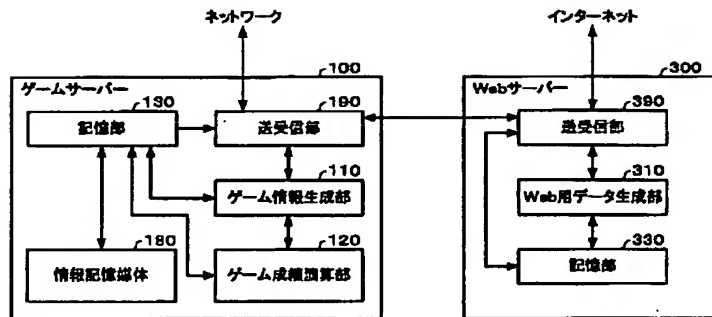 ネットワーク
インターネット
100
300
ゲームサーバー
Webサーバー
130
190
390
記憶部
送受信部
送受信部
110
310
ゲーム情報生成部
Web用データ生成部
180
120
330
情報記憶媒体
ゲーム成績演算部
記憶部